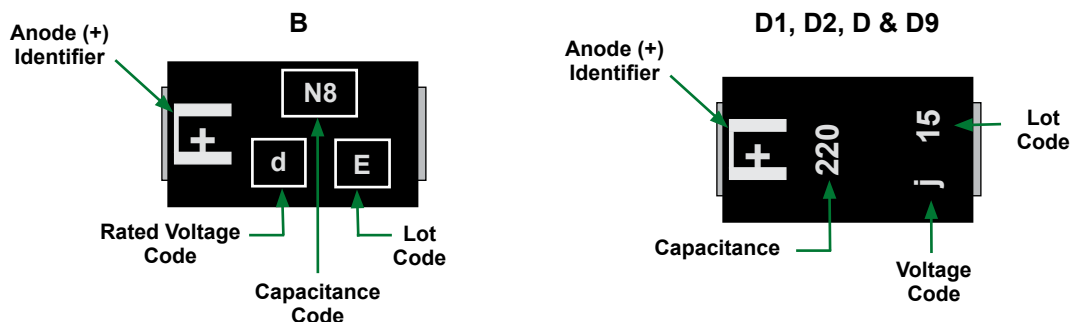 B
Anode (+)
Identifier
N8
+
d
E
Rated Voltage
Code
Capacitance
Code
Lot
Code
D1, D2, D & D9
Anode (+)
Identifier
+
220
15
j
Lot
Code
Capacitance
Voltage
Code